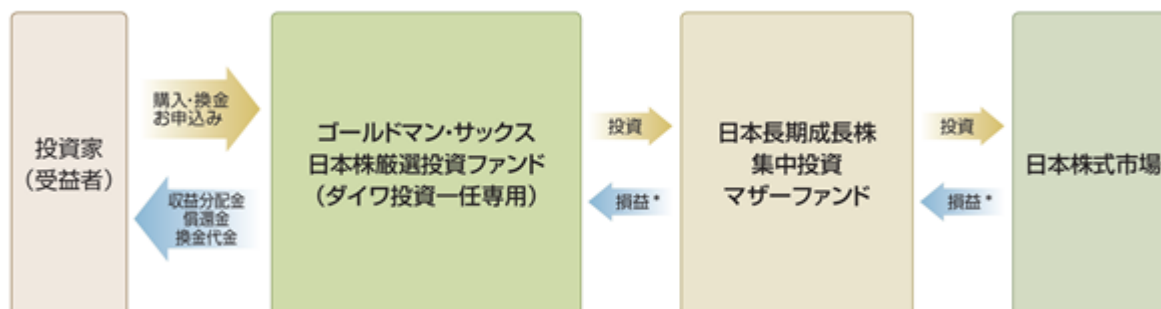 投資家
（受益者）
購入・換金
お申込み
収益分配金
償還金
換金代金
ゴールドマン・サックス
日本株厳選投資ファンド
（ダイワ投資一任専用）
投資
損益*
日本長期成長株
集中投資
マザーファンド
投資
損益*
日本株式市場